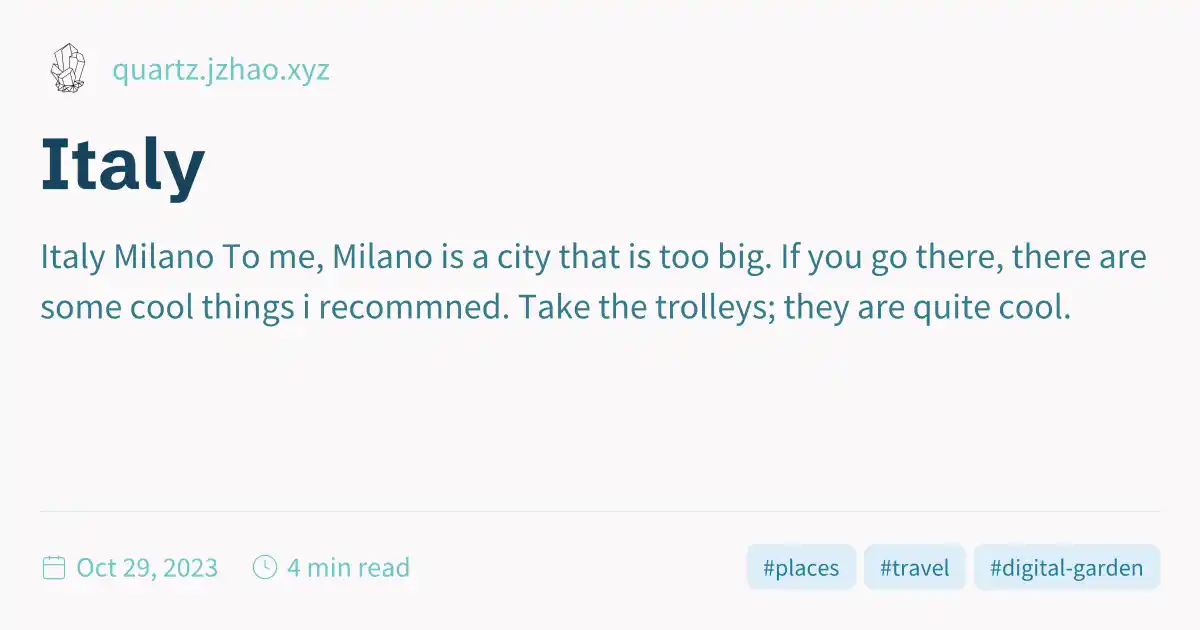 quartz.jzhao.xyz
Italy
Italy Milano To me, Milano is a city that is too big. If you go there, there are
some cool things i recommned. Take the trolleys; they are quite cool.
Oct 29, 2023 4 min read #places #travel #digital-garden